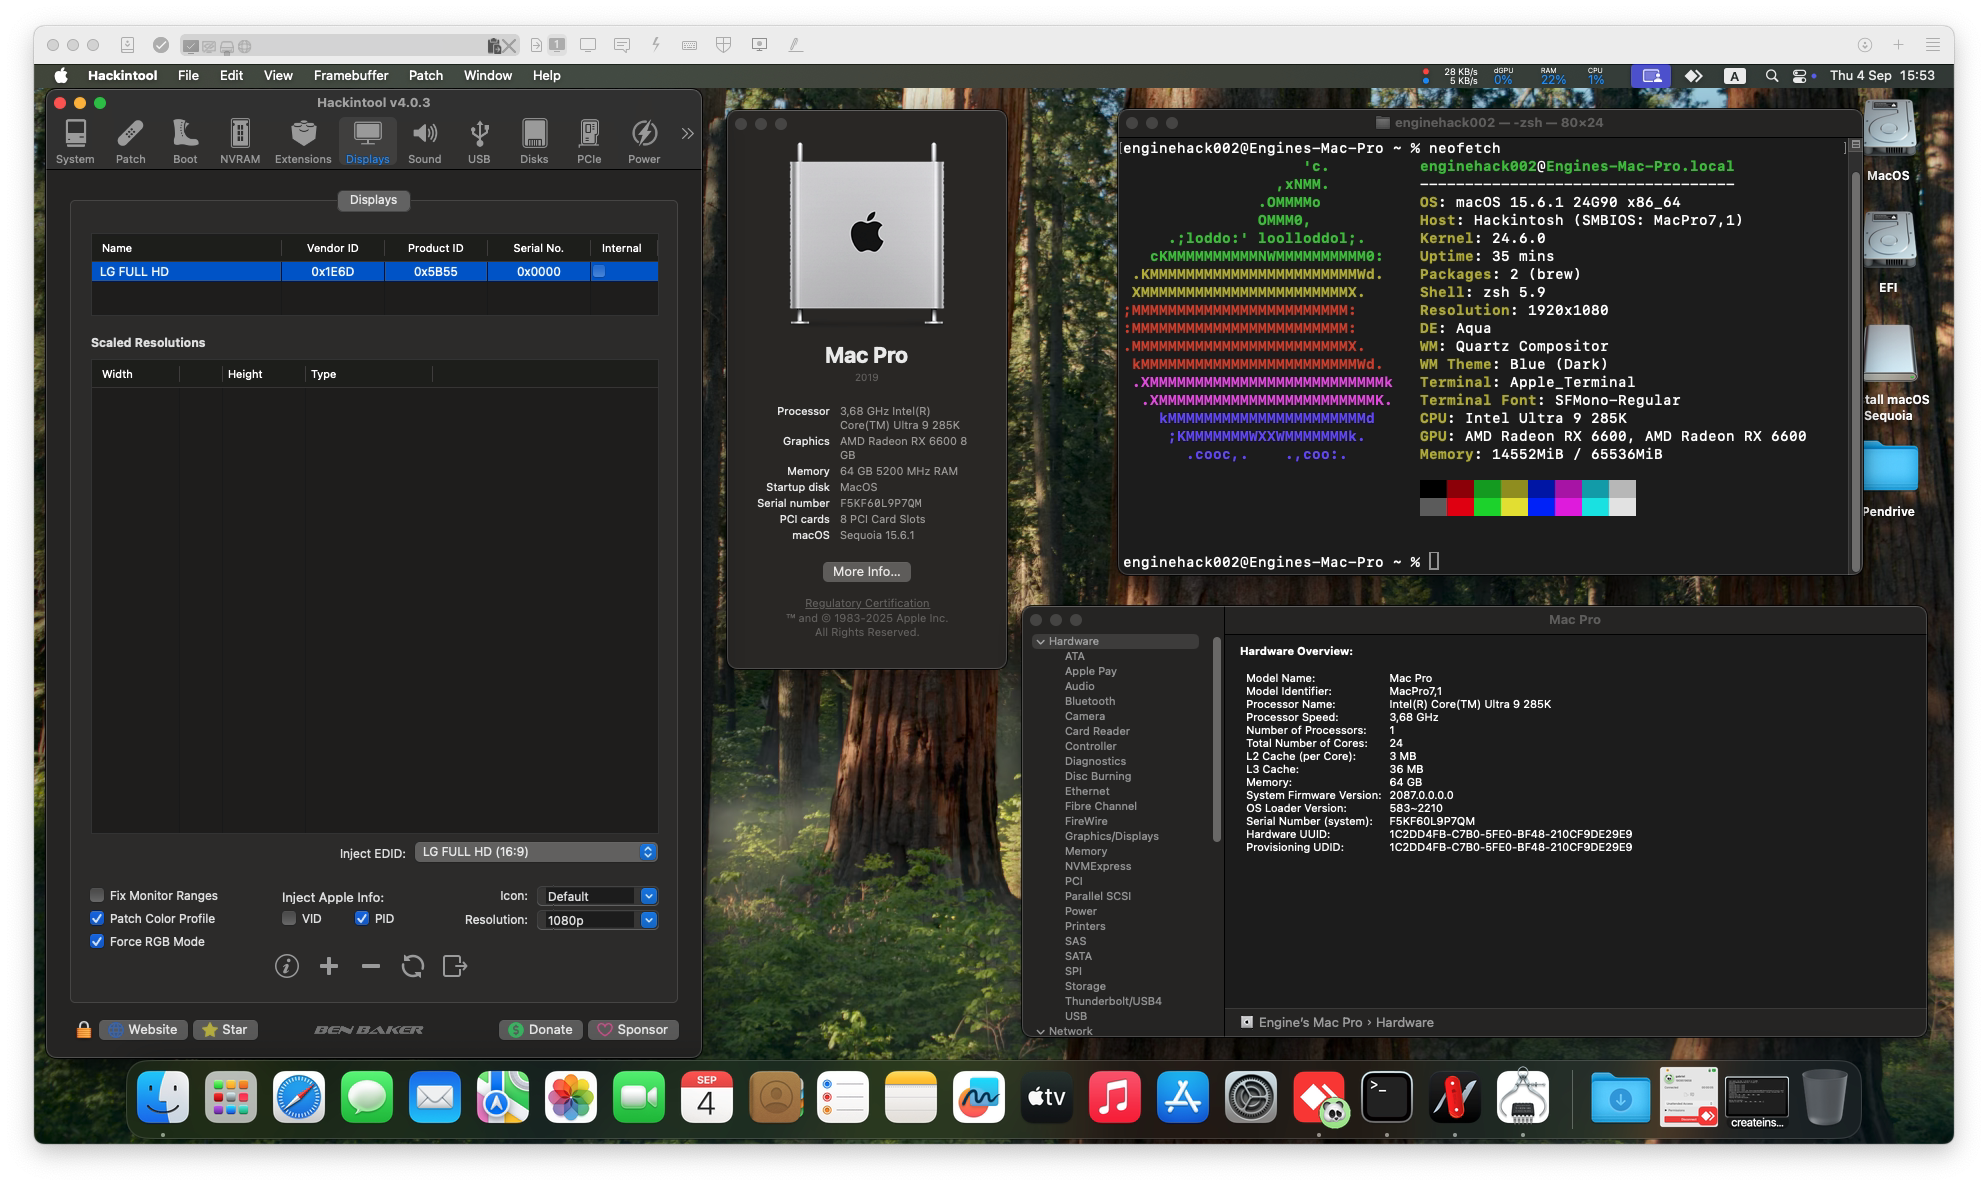 1
Hackintool File Edit View Framebuffer Patch Window Help
28 KB/s
5 KB/s
dGPU
0%
RAM
22%
CPU
1%
A
Thu 4 Sep 15:53
Hackintool v4.0.3
System Patch Boot NVRAM Extensions Displays Sound USB Disks PCIe Power
Displays
Name Vendor ID Product ID Serial No. Internal
LG FULL HD 0x1E6D 0x5B55 0x0000
Scaled Resolutions
Width Height Type
Inject EDID: LG FULL HD (16:9)
Fix Monitor Ranges
Patch Color Profile
Force RGB Mode
Inject Apple Info:
VID PID
Icon: Default
Resolution: 1080p
Website Star BEN BAKER Donate Sponsor
Mac Pro
2019
Processor 3,68 GHz Intel(R)
Core(TM) Ultra 9 285K
Graphics AMD Radeon RX 6600 8
GB
Memory 64 GB 5200 MHz RAM
Startup disk MacOS
Serial number F5KF60L9P7QM
PCI cards 8 PCI Card Slots
macOS Sequoia 15.6.1
More Info...
Regulatory Certification
™ and © 1983-2025 Apple Inc.
All Rights Reserved.
enginehack002 — -zsh — 80×24
[enginehack002@Engines-Mac-Pro ~ % neofetch ]
'c.
,xNMM.
.OMMMMo
OMMM0,
.;loddo:' loolloddol;.
cKMMMMMMMMMMNWMMMMMMMMMM0:
.KMMMMMMMMMMMMMMMMMMMMMMMWd.
XMMMMMMMMMMMMMMMMMMMMMMMX.
;MMMMMMMMMMMMMMMMMMMMMMMM:
:MMMMMMMMMMMMMMMMMMMMMMMM:
.MMMMMMMMMMMMMMMMMMMMMMMMX.
kMMMMMMMMMMMMMMMMMMMMMMMMWd.
.XMMMMMMMMMMMMMMMMMMMMMMMMMMk
.XMMMMMMMMMMMMMMMMMMMMMMMMK.
kMMMMMMMMMMMMMMMMMMMMMMd
;KMMMMMMMWXXWMMMMMMMk.
.cooc,. .,coo:.
enginehack002@Engines-Mac-Pro.local
-----------------------------------
OS: macOS 15.6.1 24G90 x86_64
Host: Hackintosh (SMBIOS: MacPro7,1)
Kernel: 24.6.0
Uptime: 35 mins
Packages: 2 (brew)
Shell: zsh 5.9
Resolution: 1920x1080
DE: Aqua
WM: Quartz Compositor
WM Theme: Blue (Dark)
Terminal: Apple_Terminal
Terminal Font: SFMono-Regular
CPU: Intel Ultra 9 285K
GPU: AMD Radeon RX 6600, AMD Radeon RX 6600
Memory: 14552MiB / 65536MiB
enginehack002@Engines-Mac-Pro ~ %
MacOS
EFI
tall macOS
Sequoia
Pendrive
Mac Pro
Hardware
ATA
Apple Pay
Audio
Bluetooth
Camera
Card Reader
Controller
Diagnostics
Disc Burning
Ethernet
Fibre Channel
FireWire
Graphics/Displays
Memory
NVMExpress
PCI
Parallel SCSI
Power
Printers
SAS
SATA
SPI
Storage
Thunderbolt/USB4
USB
Network
Hardware Overview:
Model Name: Mac Pro
Model Identifier: MacPro7,1
Processor Name: Intel(R) Core(TM) Ultra 9 285K
Processor Speed: 3,68 GHz
Number of Processors: 1
Total Number of Cores: 24
L2 Cache (per Core): 3 MB
L3 Cache: 36 MB
Memory: 64 GB
System Firmware Version: 2087.0.0.0.0
OS Loader Version: 583~2210
Serial Number (system): F5KF60L9P7QM
Hardware UUID: 1C2DD4FB-C7B0-5FE0-BF48-210CF9DE29E9
Provisioning UDID: 1C2DD4FB-C7B0-5FE0-BF48-210CF9DE29E9
Engine's Mac Pro › Hardware
SEP
4
tv
>_
createins...